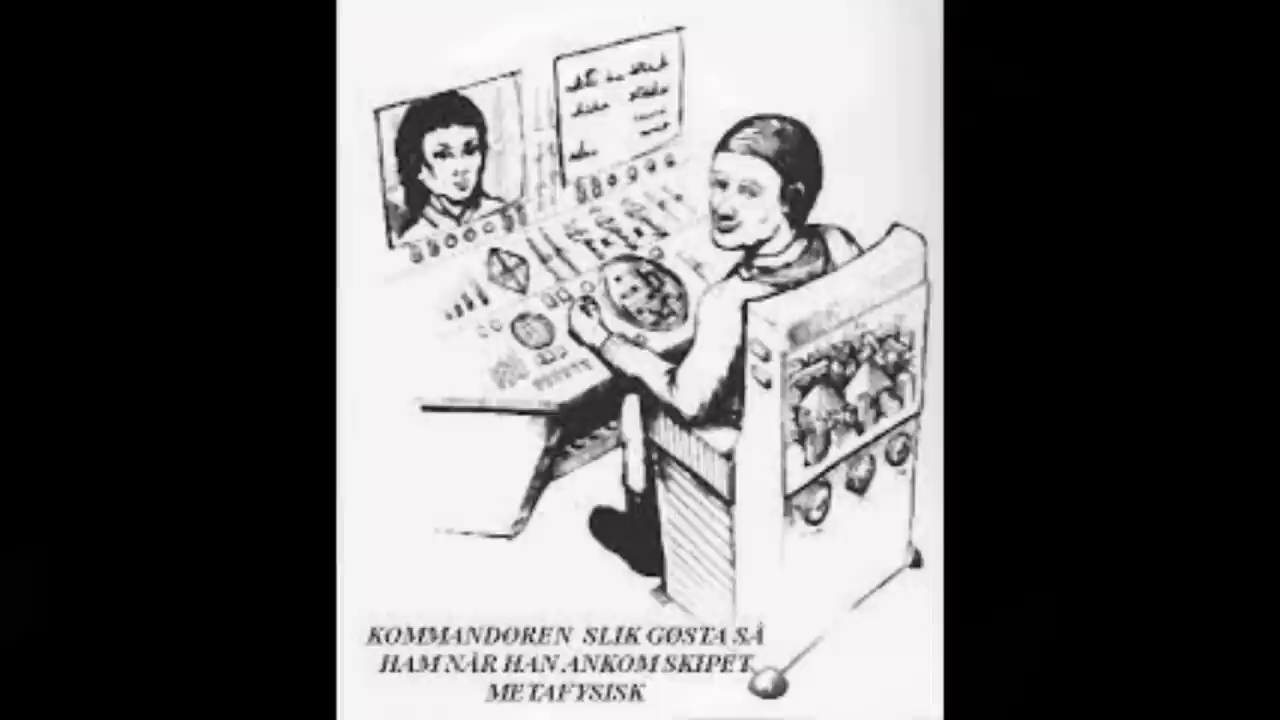 KOMMANDØREN SLIK GØSTA SÅ
HAM NÅR HAN ANKOM SKIPET
METAFYSISK